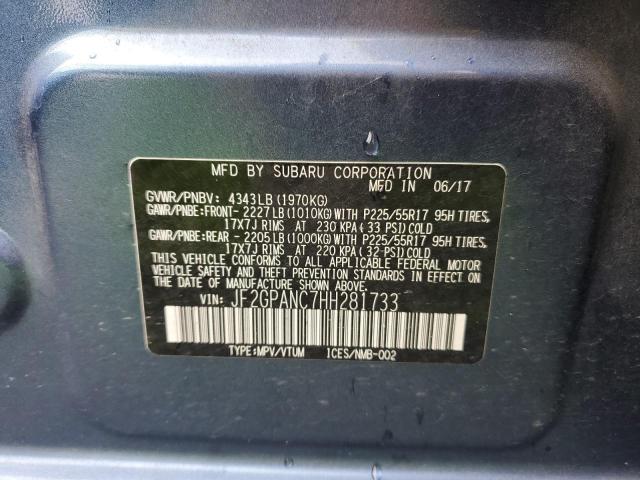 MFD BY SUBARU CORPORATION
MFD IN 06/17
GVWR/PNBV: 4343LB (1970KG)
GAWR/PNBE:FRONT- 2227LB (1010KG) WITH P225/55R17 95H TIRES,
17X7J RIMS AT 230 KPA (33 PSI) COLD
GAWR/PNBE:REAR - 2205LB (1000KG) WITH P225/55R17 95H TIRES,
17X7J RIMS AT 220 KPA (32 PSI) COLD
THIS VEHICLE CONFORMS TO ALL APPLICABLE FEDERAL MOTOR
VEHICLE SAFETY AND THEFT PREVENTION STANDARDS IN EFFECT ON
THE DATE OF MANUFACTURE SHOWN ABOVE.
VIN: JF2GPANC7HH281733
TYPE:MPV/VTUM ICES/NMB-002